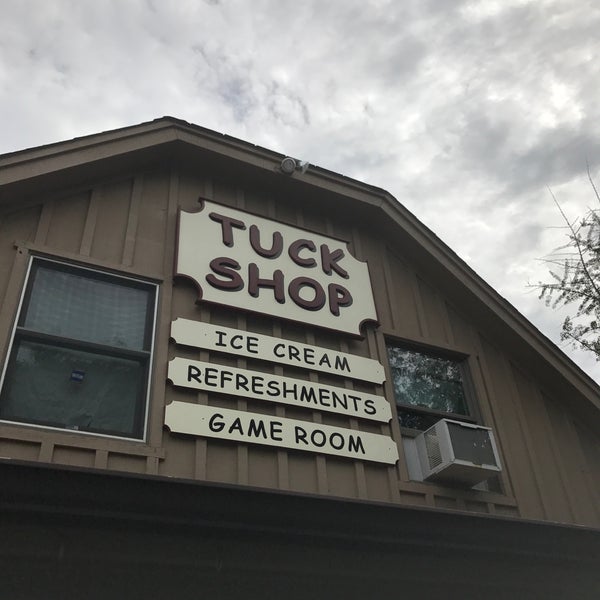 TUCK
SHOP
ICE CREAM
REFRESHMENTS
GAME ROOM